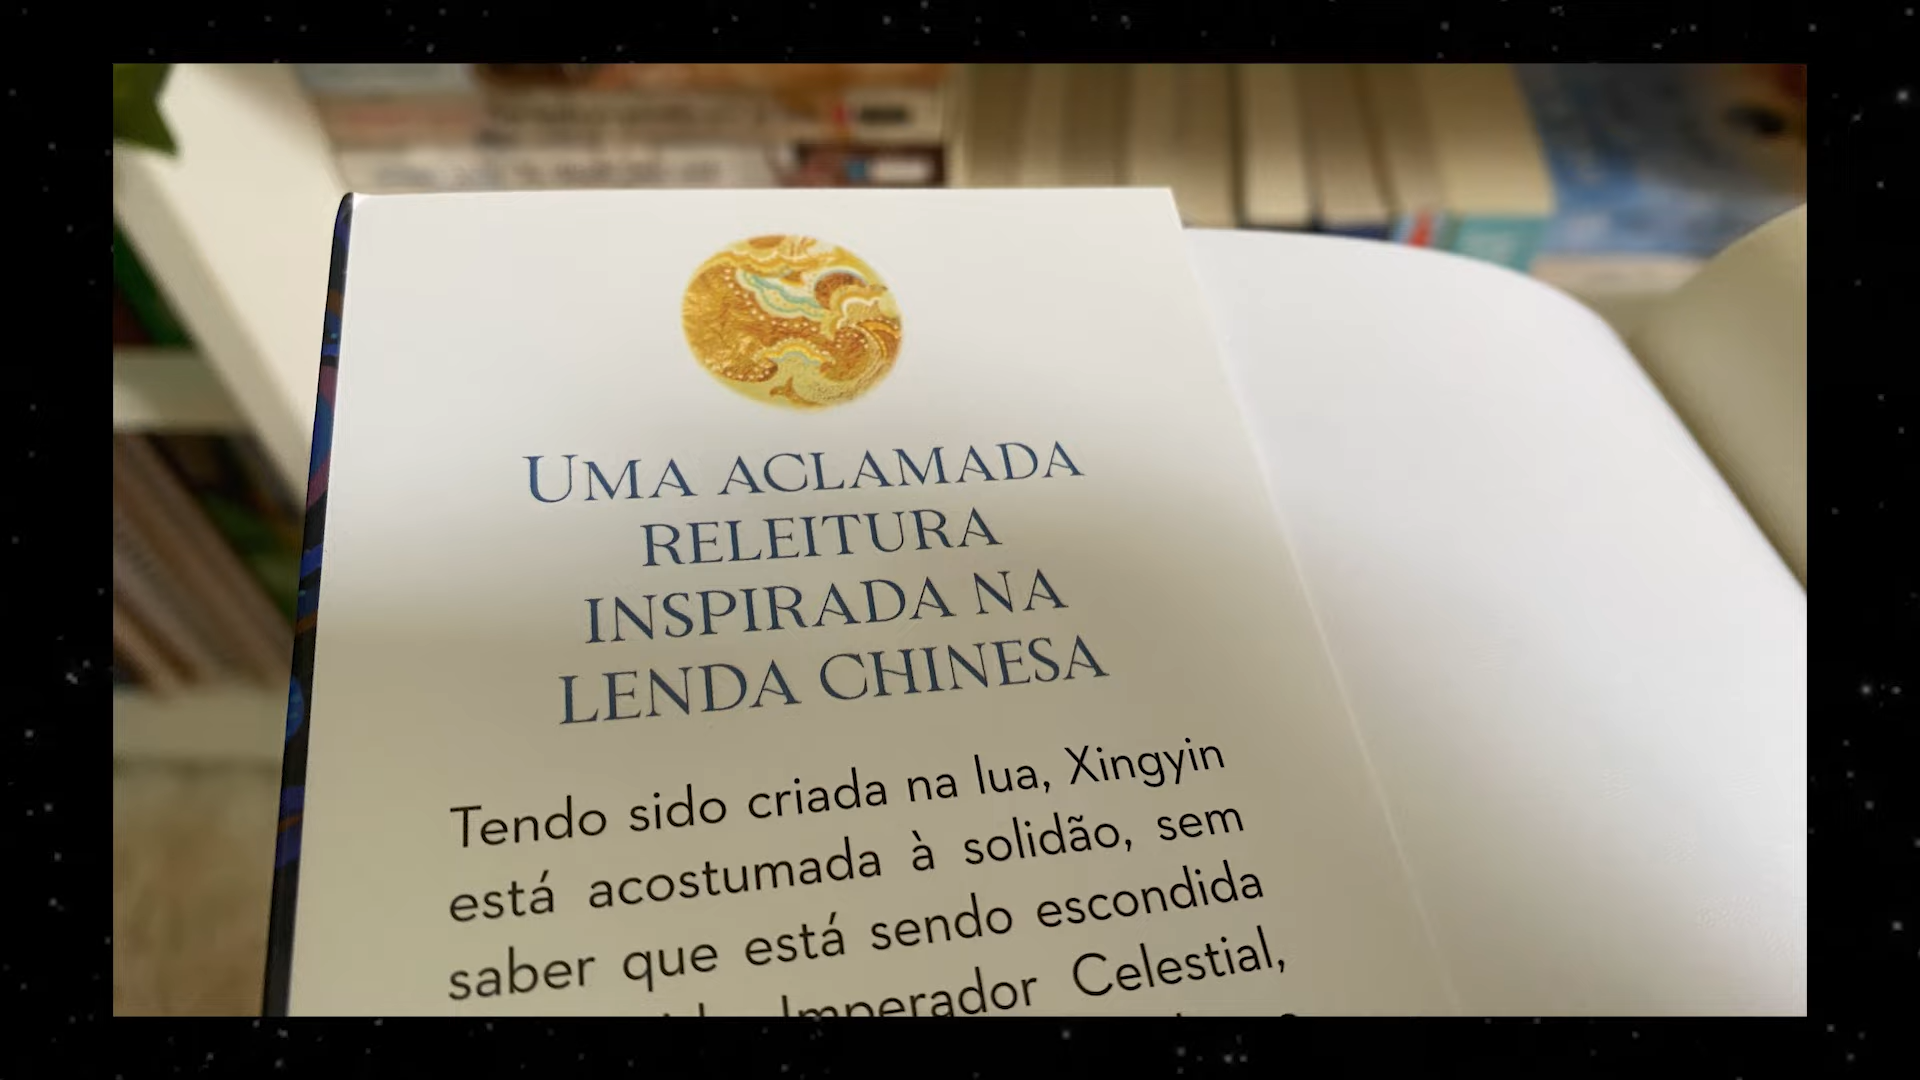 UMA ACLAMADA
RELEITURA
INSPIRADA NA
LENDA CHINESA
Tendo sido criada na lua, Xingyin
está acostumada à solidão, sem
saber que está sendo escondida
Imperador Celestial,